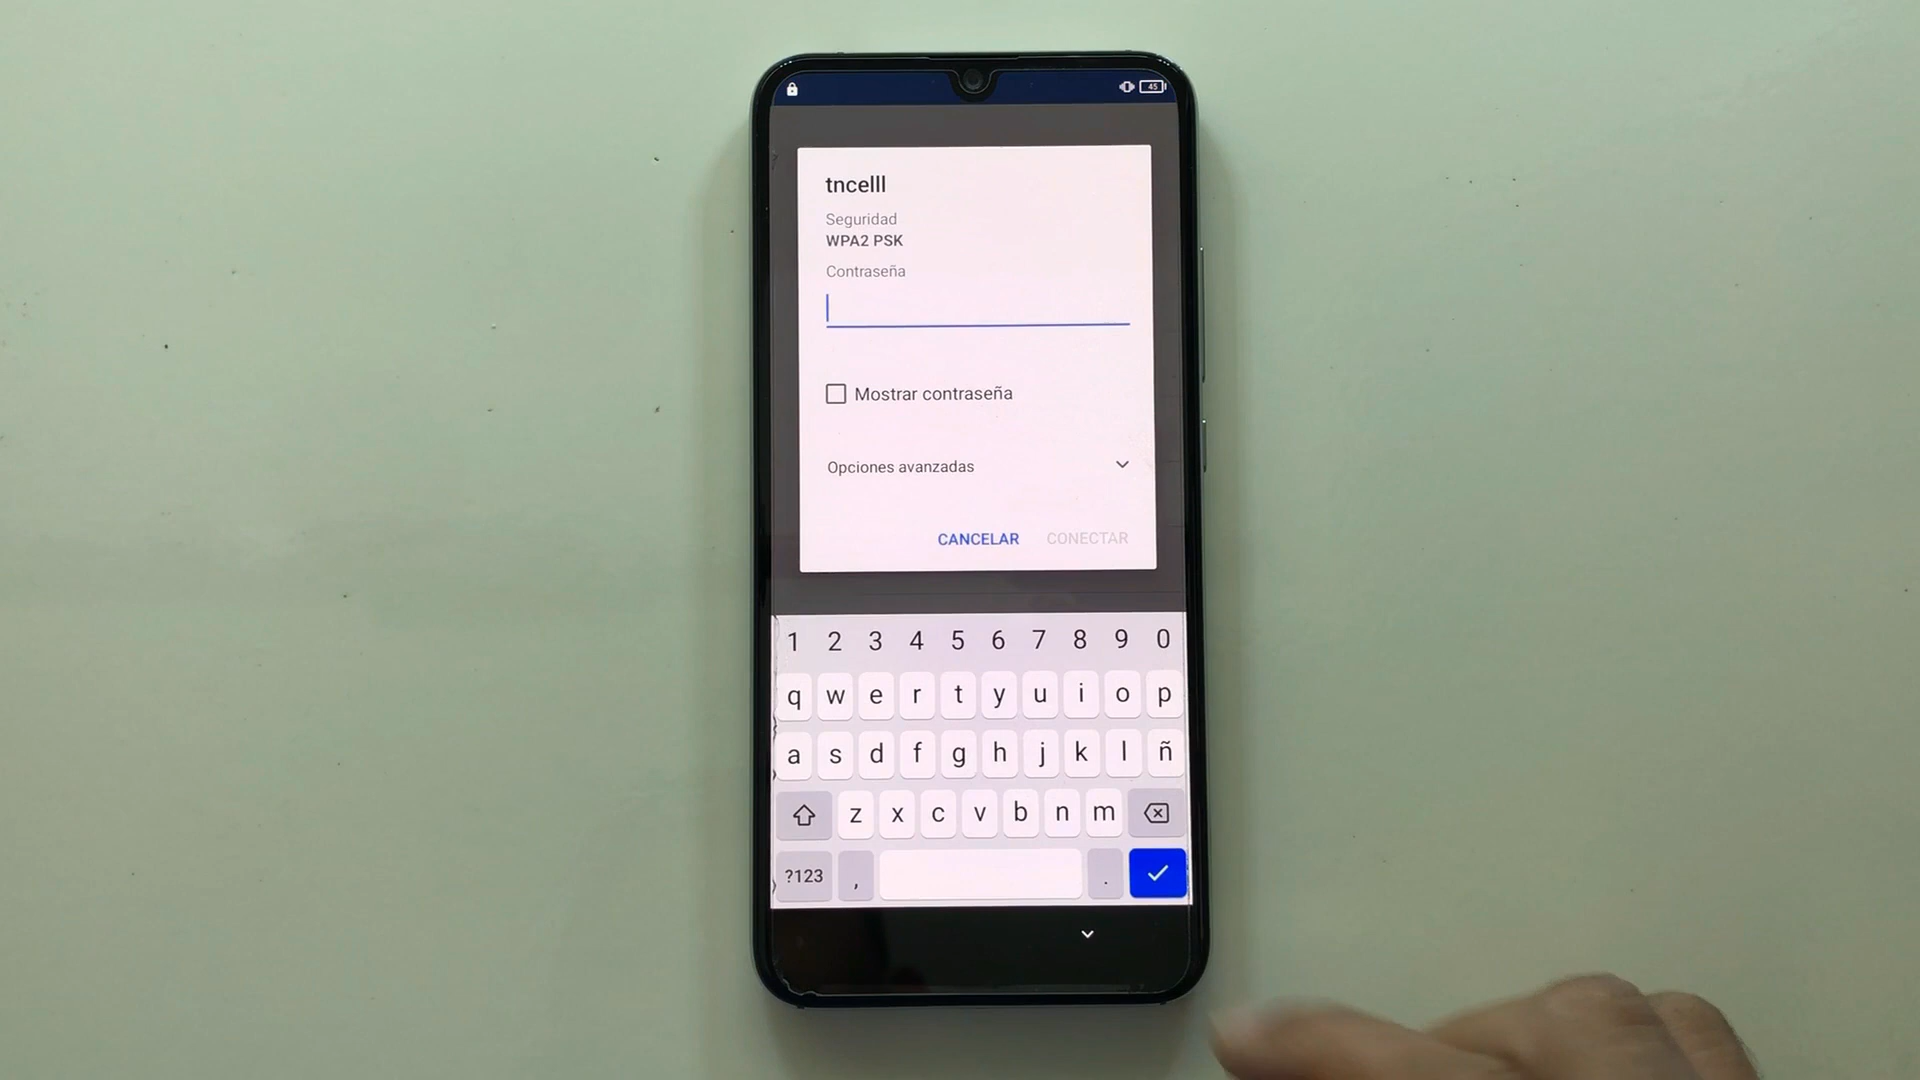 45
tncelll
Seguridad
WPA2 PSK
Contraseña
Mostrar contraseña
Opciones avanzadas
CANCELAR CONECTAR
1 2 3 4 5 6 7 8 9 0
q w e r t y u i o p
a s d f g h j k l ñ
z x c v b n m
?123 , .